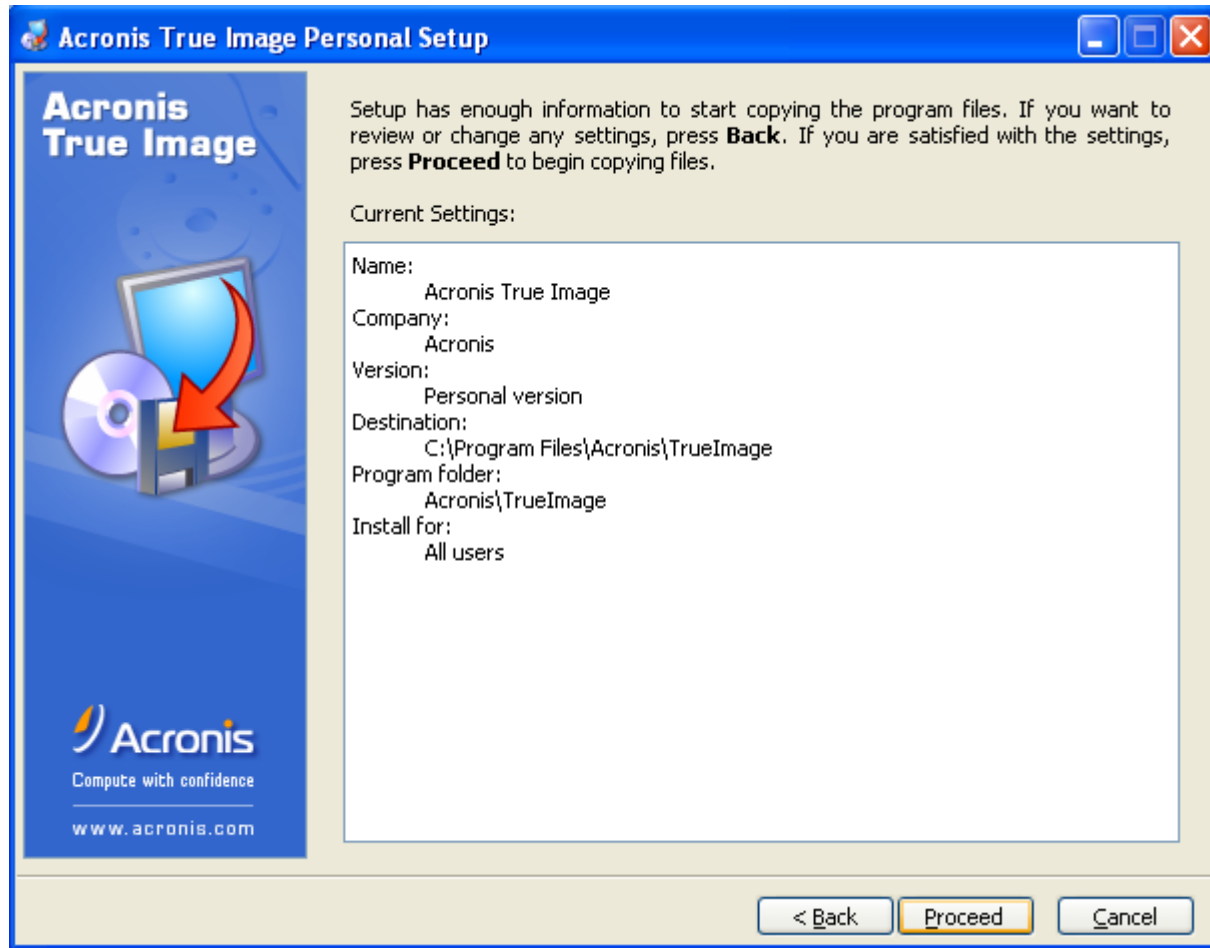 Acronis True Image Personal Setup
Acronis
True Image
Setup has enough information to start copying the program files. If you want to
review or change any settings, press Back. If you are satisfied with the settings,
press Proceed to begin copying files.
Current Settings:
Name:
Acronis True Image
Company:
Acronis
Version:
Personal version
Destination:
C:\Program Files\Acronis\TrueImage
Program folder:
Acronis\TrueImage
Install for:
All users
Acronis
Compute with confidence
www.acronis.com
< Back
Proceed
Cancel